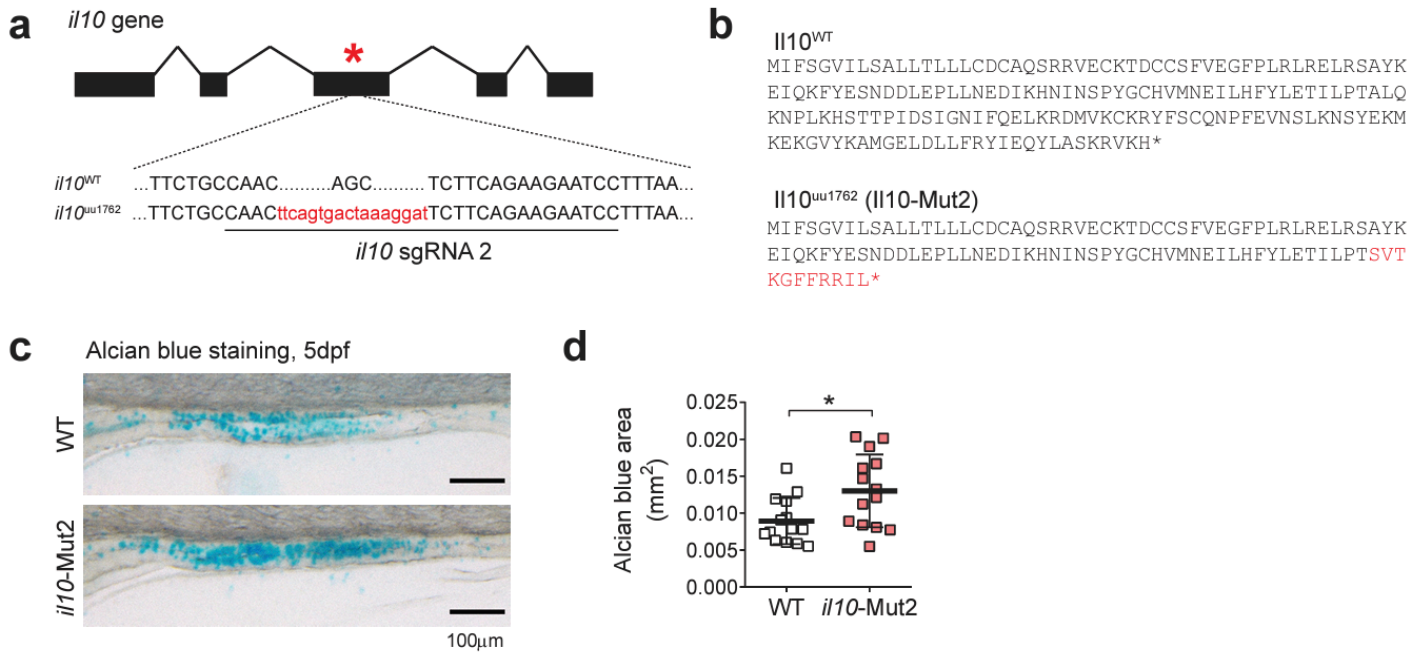 a
il10 gene
*
il10WT ...TTCTGCCAAC..........AGC..........TCTTCAGAAGAATCCTTTAA...
il10uu1762 ...TTCTGCCAACttcagtgactaaaggatTCTTCAGAAGAATCCTTTAA...
il10 sgRNA 2
b
Il10WT
MIFSGVILSALLTLLLCDCAQSRRVECKTDCCSFVEGFPLRLRELRSAYK
EIQKFYESNDDLEPLLNEDIKHNINSPYGCHVMNEILHFYLETILPTALQ
KNPLKHSTTPIDSIGNIFQELKRDMVKCKRYFSCQNPFEVNSLKNSYEKM
KEKGVYKAMGELDLLFRYIEQYLASKRVKH*
Il10uu1762 (Il10-Mut2)
MIFSGVILSALLTLLLCDCAQSRRVECKTDCCSFVEGFPLRLRELRSAYK
EIQKFYESNDDLEPLLNEDIKHNINSPYGCHVMNEILHFYLETILPTSVT
KGFFRRIL*
c
Alcian blue staining, 5dpf
WT
il10-Mut2
100µm
d
Alcian blue area
(mm2)
0.025
0.020
0.015
0.010
0.005
0.000
*
WT il10-Mut2